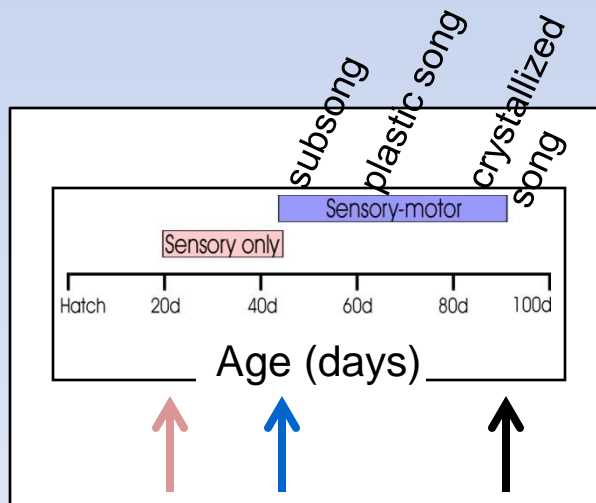 subsong
plastic song
crystallized
song
Sensory-motor
Sensory only
Hatch 20d 40d 60d 80d 100d
Age (days)